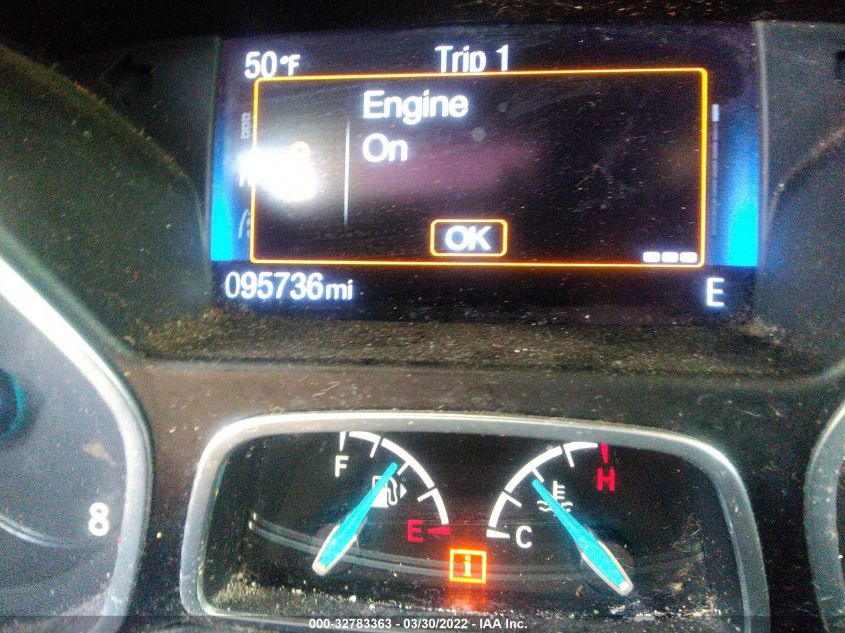 50°F Trip 1
Engine
On
OK
095736mi E
F H
E C
8
i
000-32783363 - 03/30/2022 - IAA Inc.